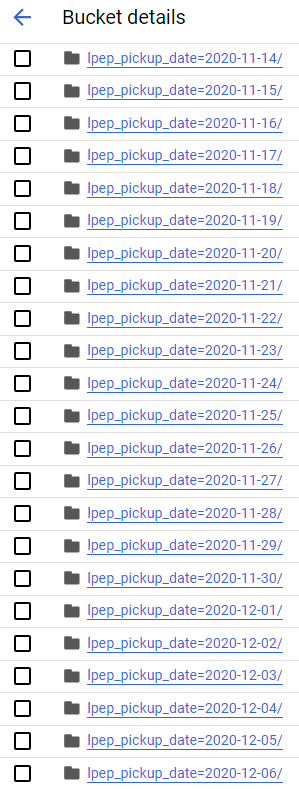 Bucket details
lpep_pickup_date=2020-11-14/
lpep_pickup_date=2020-11-15/
lpep_pickup_date=2020-11-16/
lpep_pickup_date=2020-11-17/
lpep_pickup_date=2020-11-18/
lpep_pickup_date=2020-11-19/
lpep_pickup_date=2020-11-20/
lpep_pickup_date=2020-11-21/
lpep_pickup_date=2020-11-22/
lpep_pickup_date=2020-11-23/
lpep_pickup_date=2020-11-24/
lpep_pickup_date=2020-11-25/
lpep_pickup_date=2020-11-26/
lpep_pickup_date=2020-11-27/
lpep_pickup_date=2020-11-28/
lpep_pickup_date=2020-11-29/
lpep_pickup_date=2020-11-30/
lpep_pickup_date=2020-12-01/
lpep_pickup_date=2020-12-02/
lpep_pickup_date=2020-12-03/
lpep_pickup_date=2020-12-04/
lpep_pickup_date=2020-12-05/
lpep_pickup_date=2020-12-06/